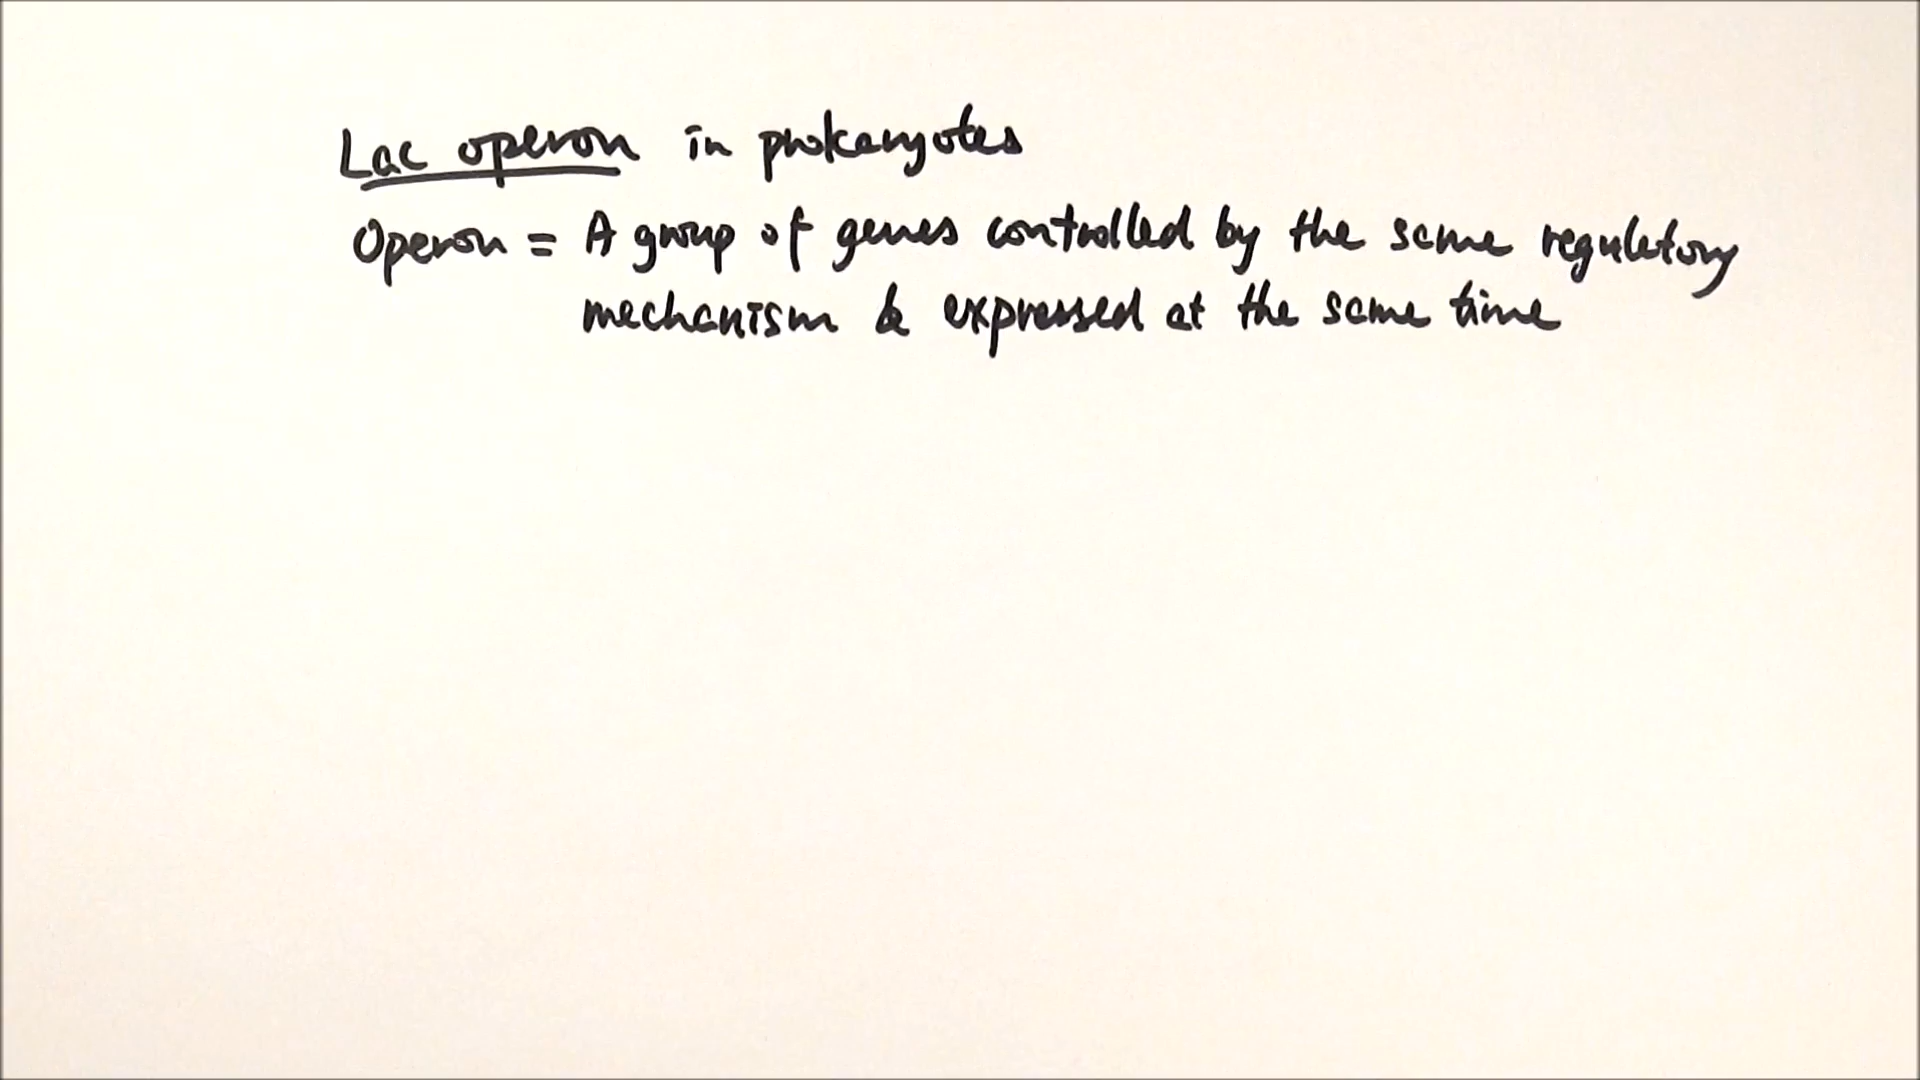 Lac operon in prokaryotes
Operon = A group of genes controlled by the same regulatory
mechanism & expressed at the same time